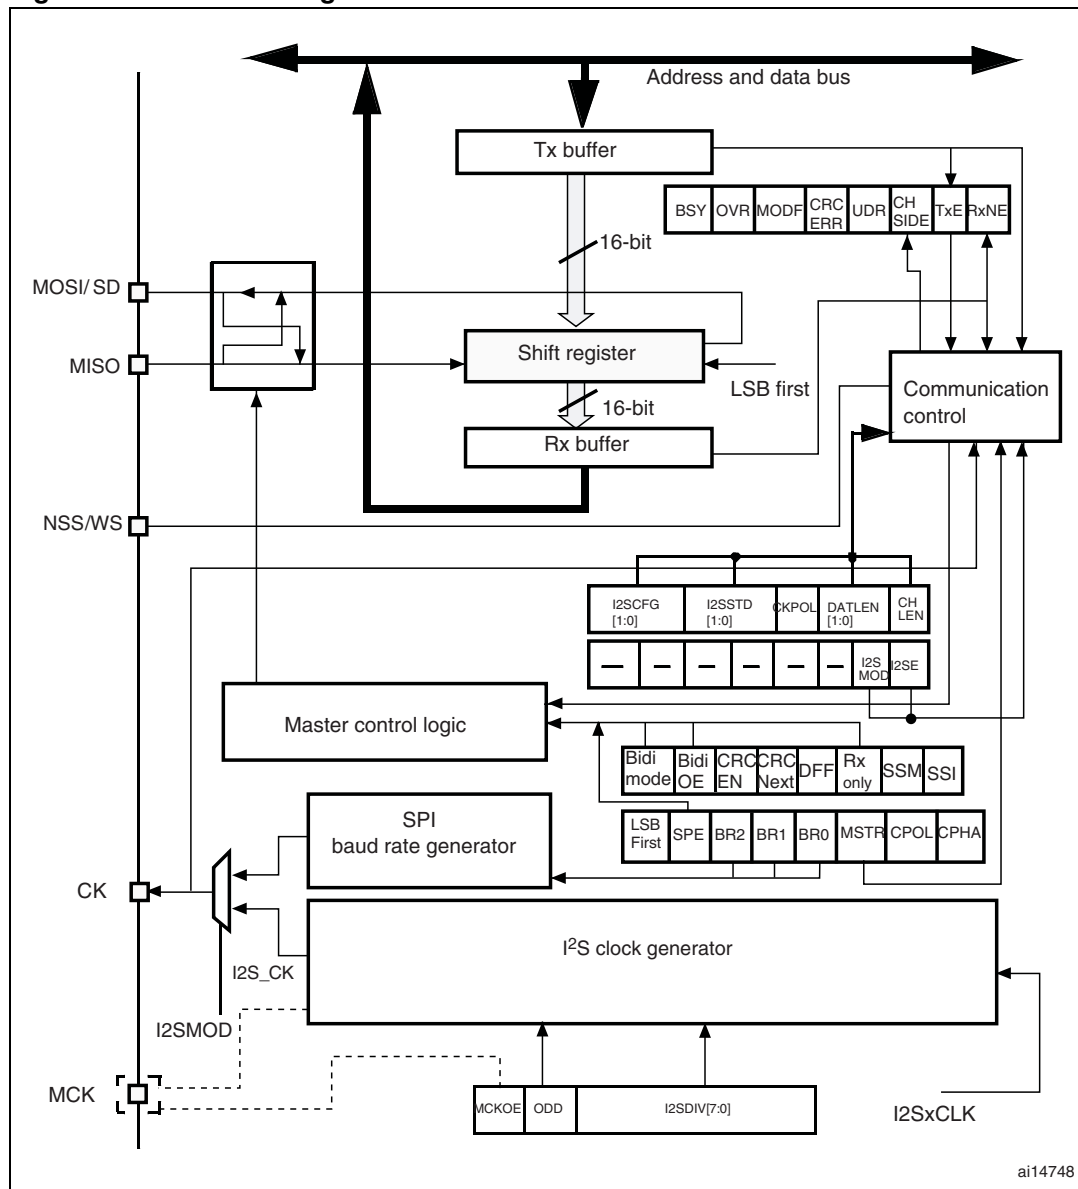 Address and data bus
Tx buffer
BSY OVR MODF CRC ERR UDR CH SIDE TxE RxNE
16-bit
MOSI/ SD
Shift register
MISO
LSB first
Communication
control
16-bit
Rx buffer
NSS/WS
I2SCFG [1:0] I2SSTD [1:0] CKPOL DATLEN [1:0] CH LEN
I2S MOD I2SE
Master control logic
Bidi mode Bidi OE CRC EN CRC Next DFF Rx only SSM SSI
SPI
baud rate generator
LSB First SPE BR2 BR1 BR0 MSTR CPOL CPHA
CK
I2S clock generator
I2S_CK
I2SMOD
MCK
MCKOE ODD I2SDIV[7:0]
I2SxCLK
ai14748